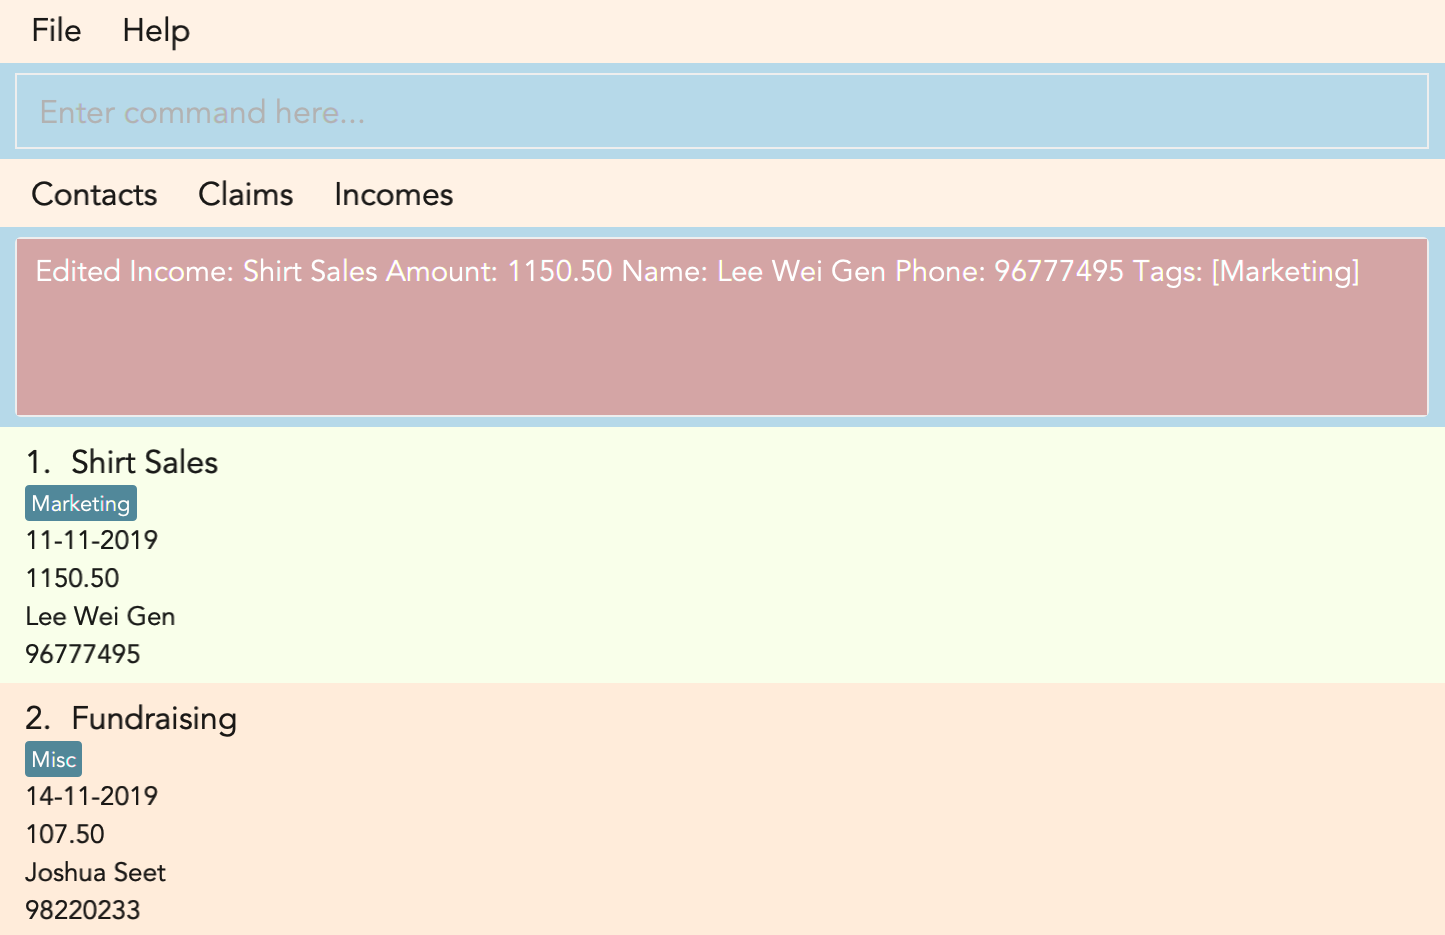 File Help
Enter command here...
Contacts Claims Incomes
Edited Income: Shirt Sales Amount: 1150.50 Name: Lee Wei Gen Phone: 96777495 Tags: [Marketing]
1. Shirt Sales
Marketing
11-11-2019
1150.50
Lee Wei Gen
96777495
2. Fundraising
Misc
14-11-2019
107.50
Joshua Seet
98220233